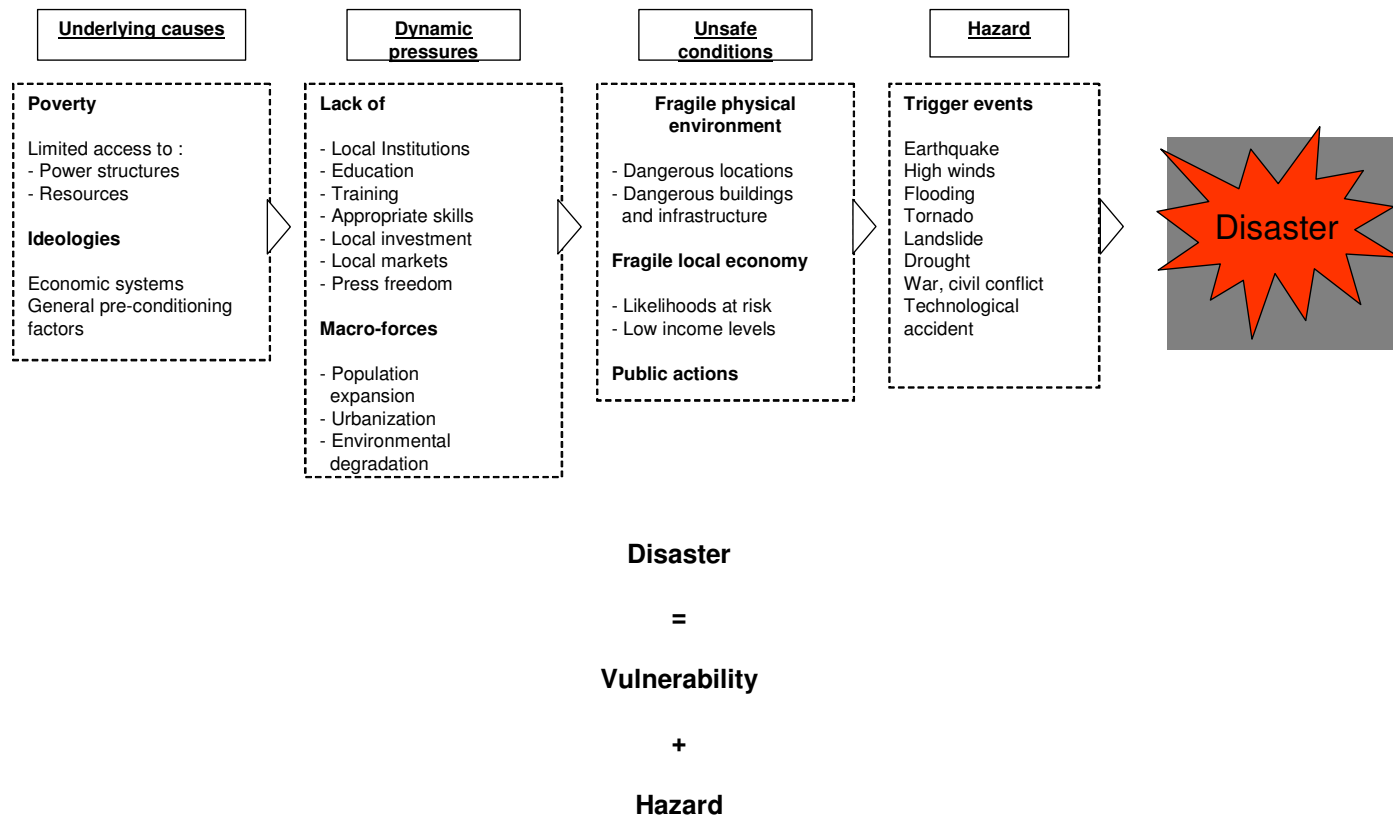 Underlying causes
Dynamic
pressures
Unsafe
conditions
Hazard
Poverty
Limited access to :
- Power structures
- Resources
Ideologies
Economic systems
General pre-conditioning
factors
Lack of
- Local Institutions
- Education
- Training
- Appropriate skills
- Local investment
- Local markets
- Press freedom
Macro-forces
- Population
expansion
- Urbanization
- Environmental
degradation
Fragile physical
environment
- Dangerous locations
- Dangerous buildings
and infrastructure
Fragile local economy
- Likelihoods at risk
- Low income levels
Public actions
Trigger events
Earthquake
High winds
Flooding
Tornado
Landslide
Drought
War, civil conflict
Technological
accident
Disaster
Disaster
=
Vulnerability
+
Hazard